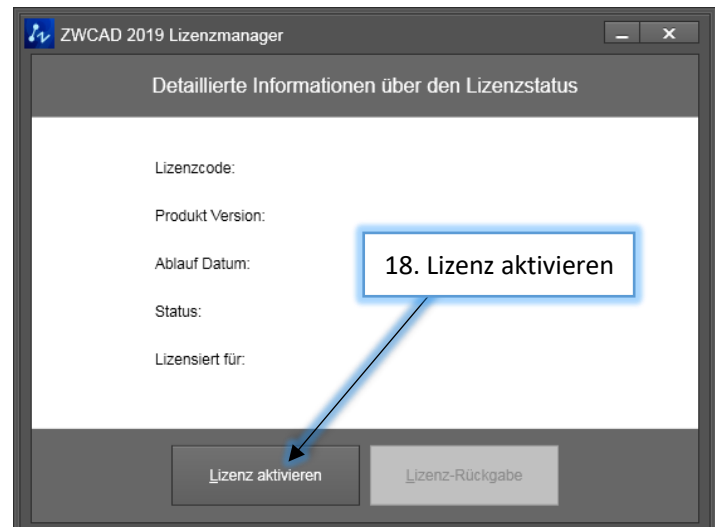 ZWCAD 2019 Lizenzmanager
Detaillierte Informationen über den Lizenzstatus
Lizenzcode:
Produkt Version:
Ablauf Datum:
18. Lizenz aktivieren
Status:
Lizensiert für:
Lizenz aktivieren
Lizenz-Rückgabe